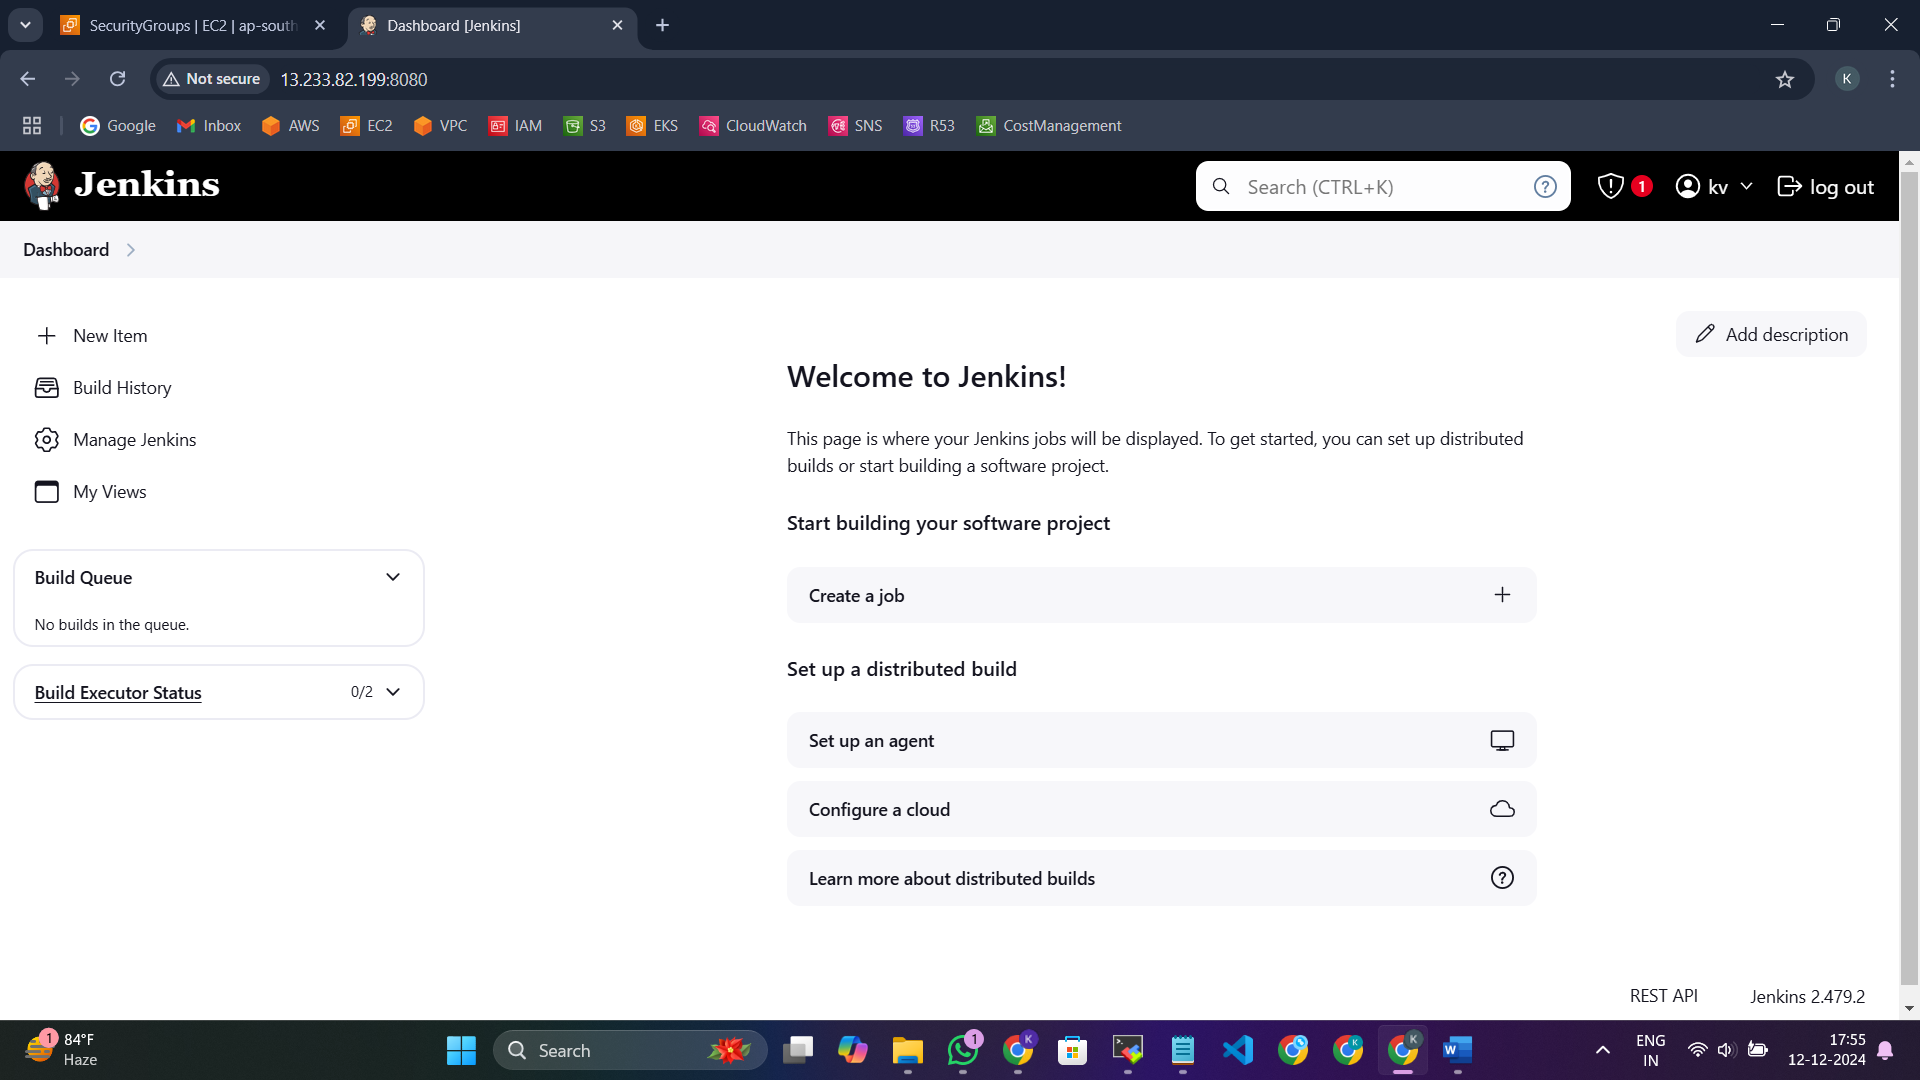 SecurityGroups | EC2 | ap-south
Dashboard [Jenkins]
Not secure
13.233.82.199:8080
K
Google
Inbox
AWS
EC2
VPC
IAM
S3
EKS
CloudWatch
SNS
R53
CostManagement
Jenkins
Search (CTRL+K)
1
kv
log out
Dashboard
New Item
Build History
Manage Jenkins
My Views
Build Queue
No builds in the queue.
Build Executor Status
0/2
Add description
Welcome to Jenkins!
This page is where your Jenkins jobs will be displayed. To get started, you can set up distributed
builds or start building a software project.
Start building your software project
Create a job
Set up a distributed build
Set up an agent
Configure a cloud
Learn more about distributed builds
REST API
Jenkins 2.479.2
1
84°F
Haze
Search
1
K
K
K
W
ENG
IN
17:55
12-12-2024